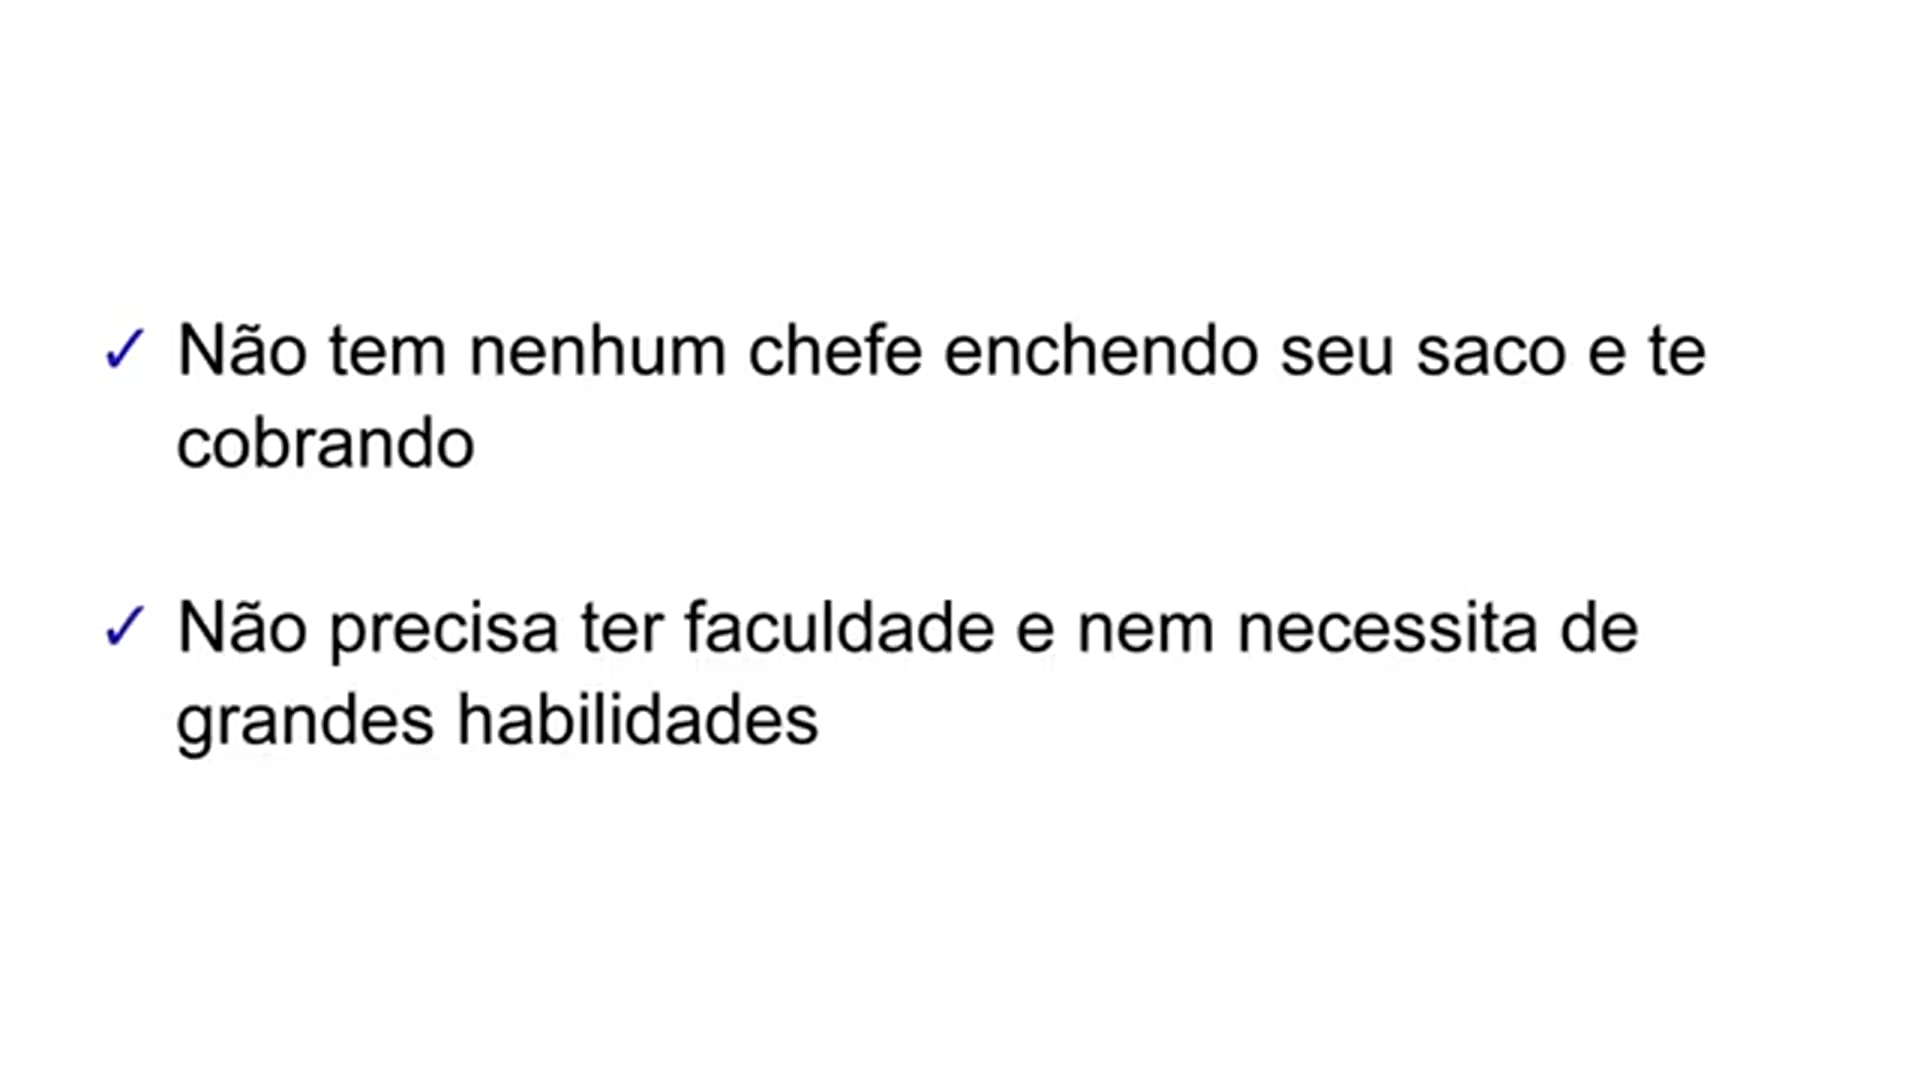 ✓ Não tem nenhum chefe enchendo seu saco e te
cobrando
✓ Não precisa ter faculdade e nem necessita de
grandes habilidades